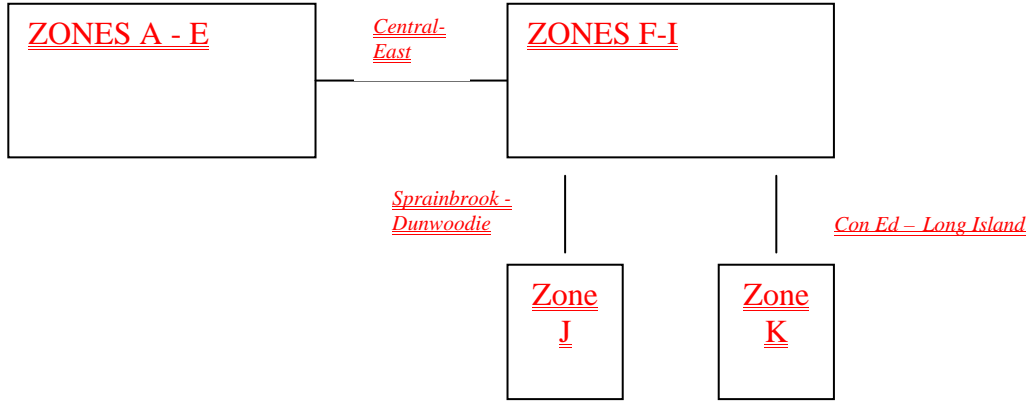 ZONES A - E
Central-
East
ZONES F-I
Sprainbrook -
Dunwoodie
Con Ed – Long Island
Zone
J
Zone
K